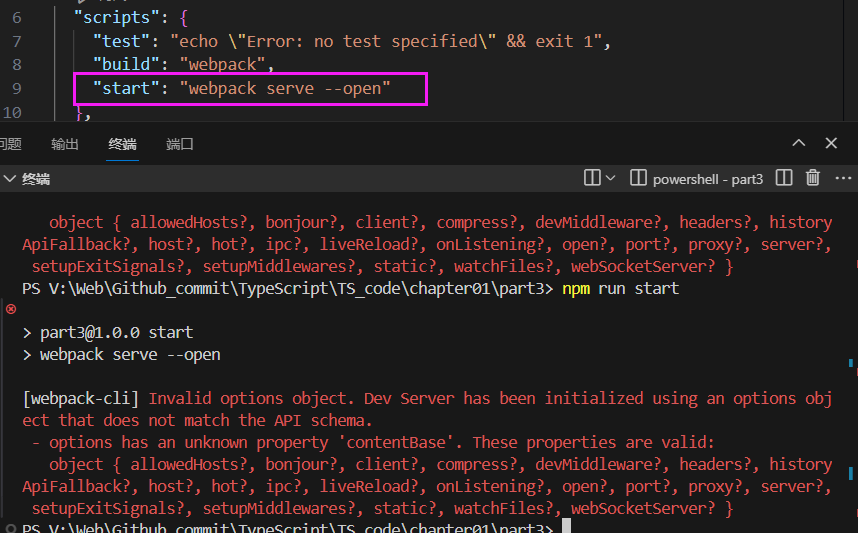 6 "scripts": {
7 "test": "echo \"Error: no test specified\" && exit 1",
8 "build": "webpack",
9 "start": "webpack serve --open"
10 },
问题 输出 终端 端口
终端 powershell - part3
object { allowedHosts?, bonjour?, client?, compress?, devMiddleware?, headers?, history
ApiFallback?, host?, hot?, ipc?, liveReload?, onListening?, open?, port?, proxy?, server?,
setupExitSignals?, setupMiddlewares?, static?, watchFiles?, webSocketServer? }
PS V:\Web\Github_commit\TypeScript\TS_code\chapter01\part3> npm run start
> part3@1.0.0 start
> webpack serve --open
[webpack-cli] Invalid options object. Dev Server has been initialized using an options obj
ect that does not match the API schema.
- options has an unknown property 'contentBase'. These properties are valid:
object { allowedHosts?, bonjour?, client?, compress?, devMiddleware?, headers?, history
ApiFallback?, host?, hot?, ipc?, liveReload?, onListening?, open?, port?, proxy?, server?,
setupExitSignals?, setupMiddlewares?, static?, watchFiles?, webSocketServer? }
PS V:\Web\Github_commit\TypeScript\TS_code\chapter01\part3>